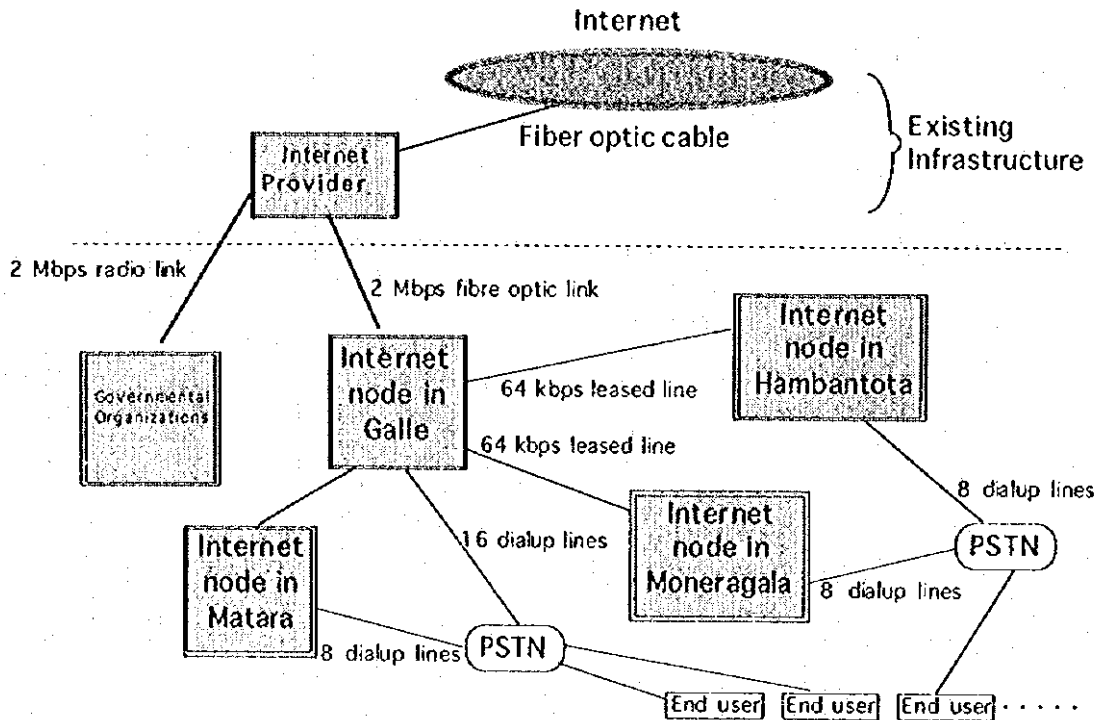 Internet
Fiber optic cable
Existing
Infrastructure
Internet
Provider
2 Mbps radio link
2 Mbps fibre optic link
Governmental
Organizations
Internet
node in
Galle
64 kbps leased line
64 kbps leased line
Internet
node in
Hambantota
8 dialup lines
Internet
node in
Matara
16 dialup lines
Internet
node in
Moneragala
PSTN
8 dialup lines
8 dialup lines
PSTN
End user
End user
End user .....